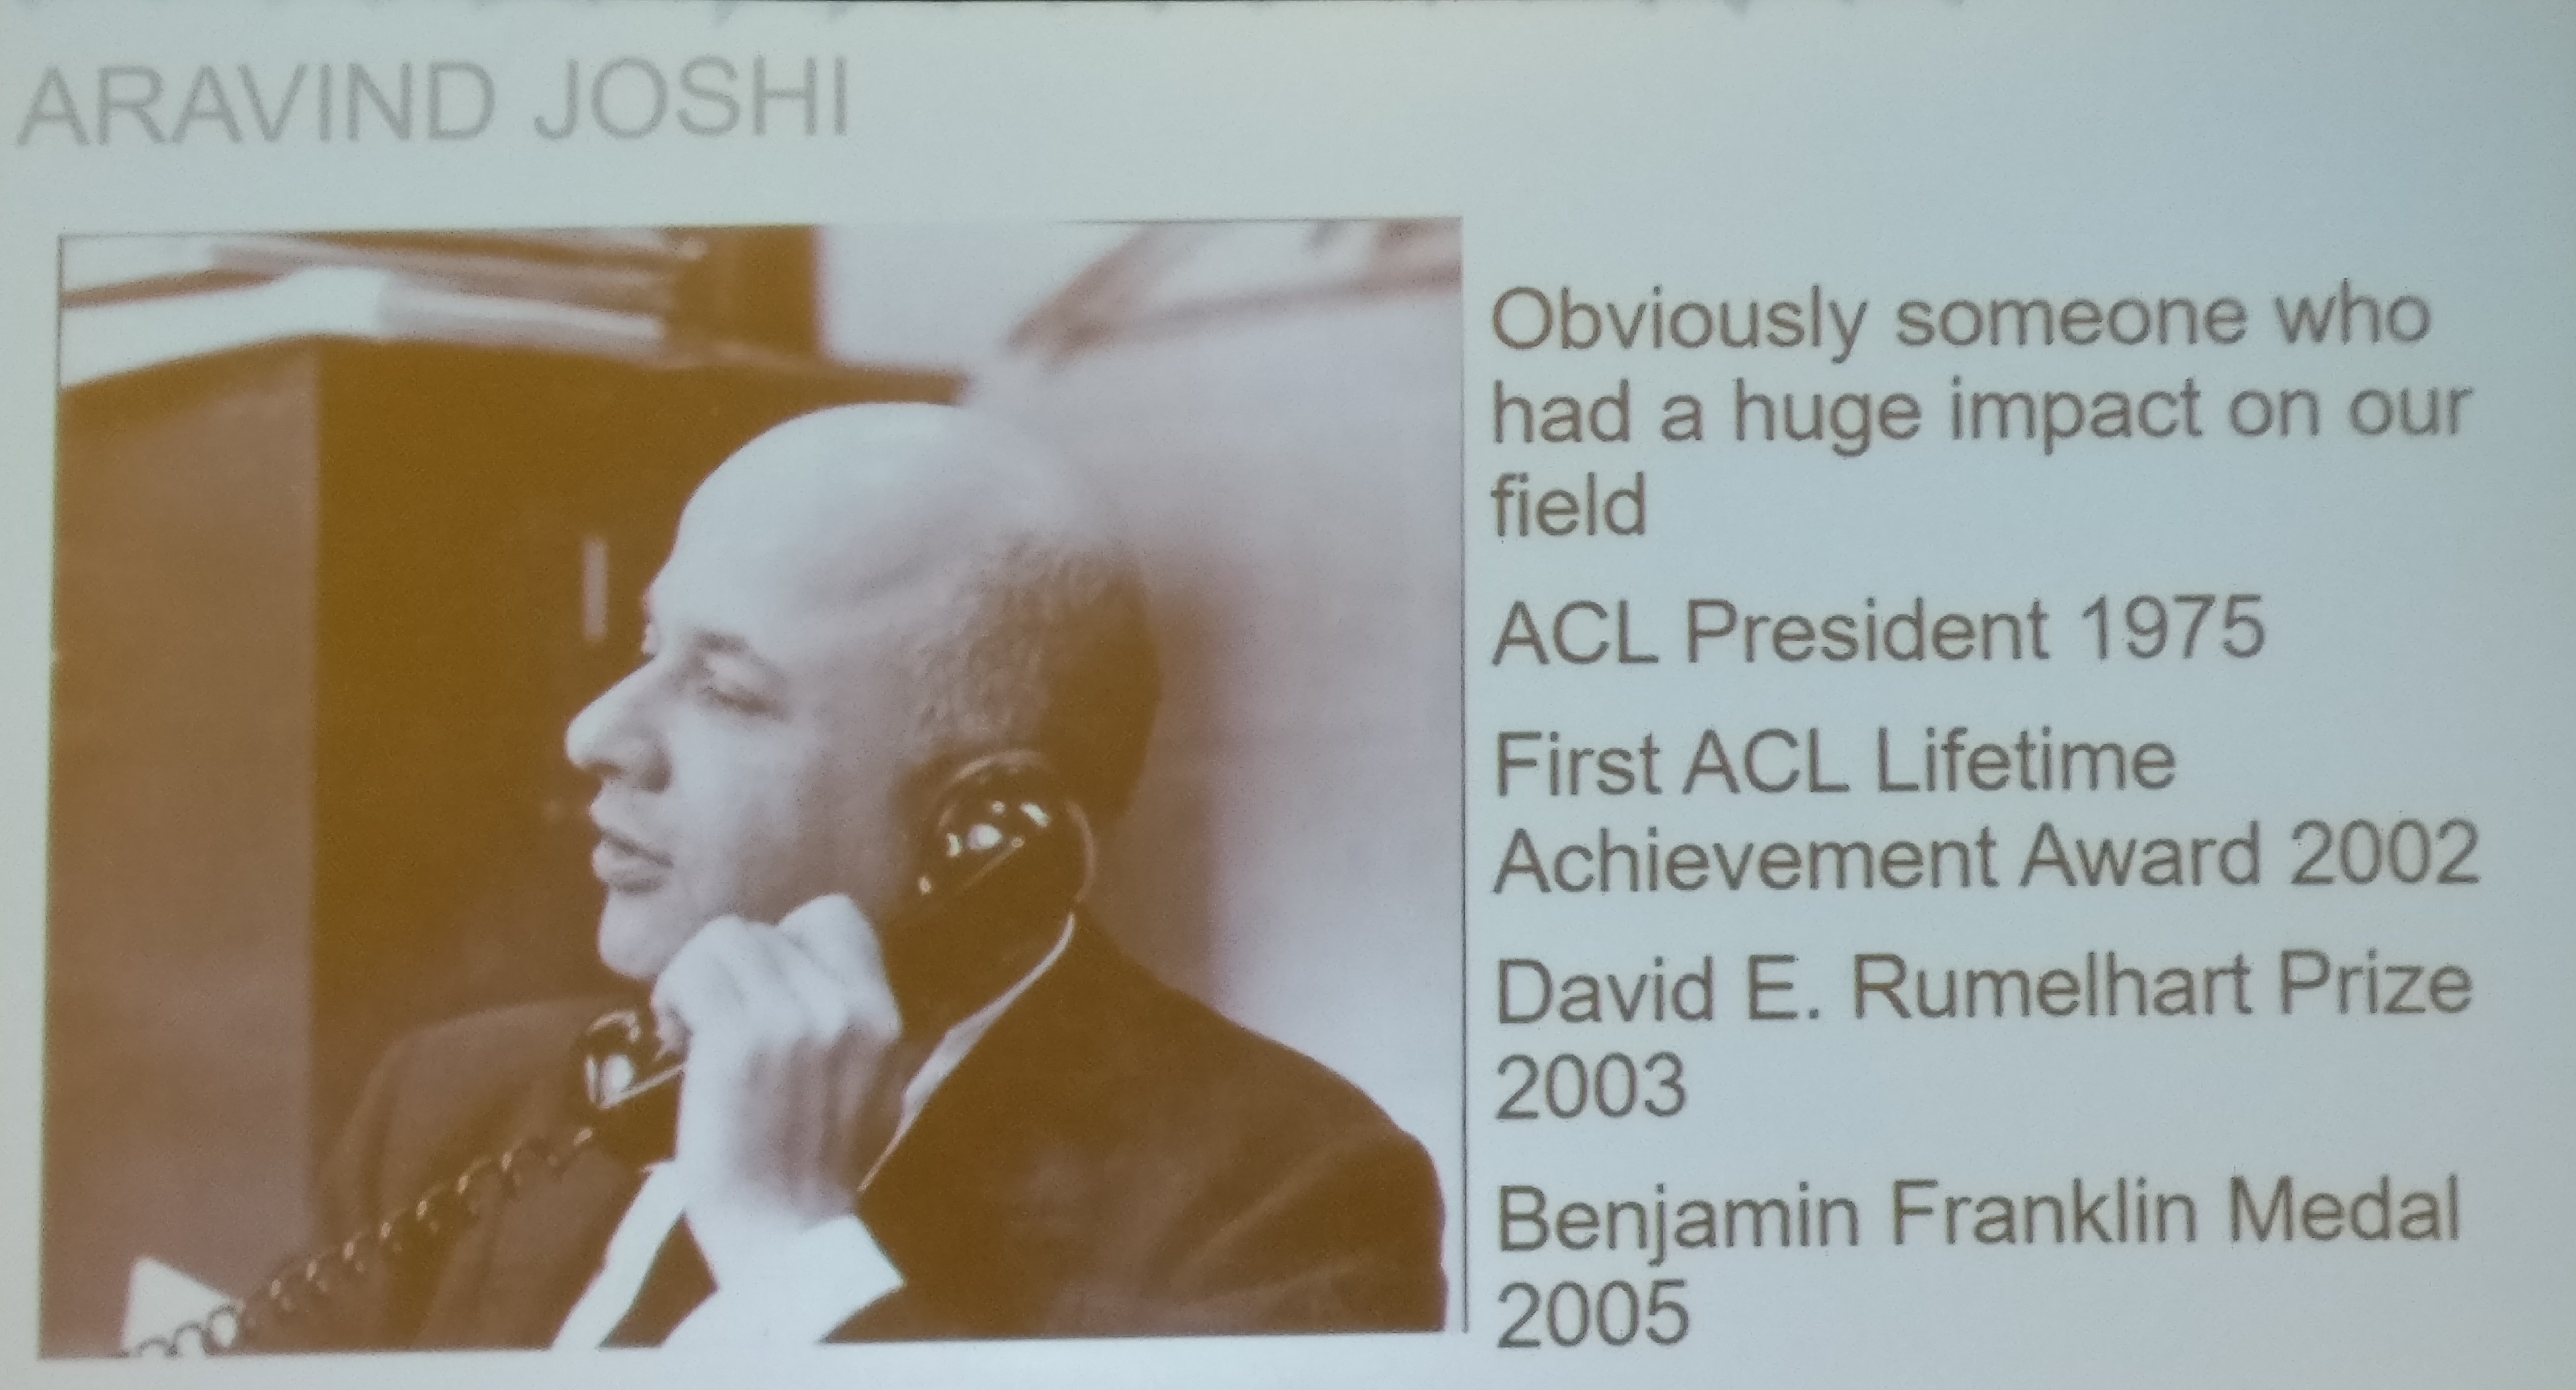 ARAVIND JOSHI
Obviously someone who
had a huge impact on our
field
ACL President 1975
First ACL Lifetime
Achievement Award 2002
David E. Rumelhart Prize
2003
Benjamin Franklin Medal
2005